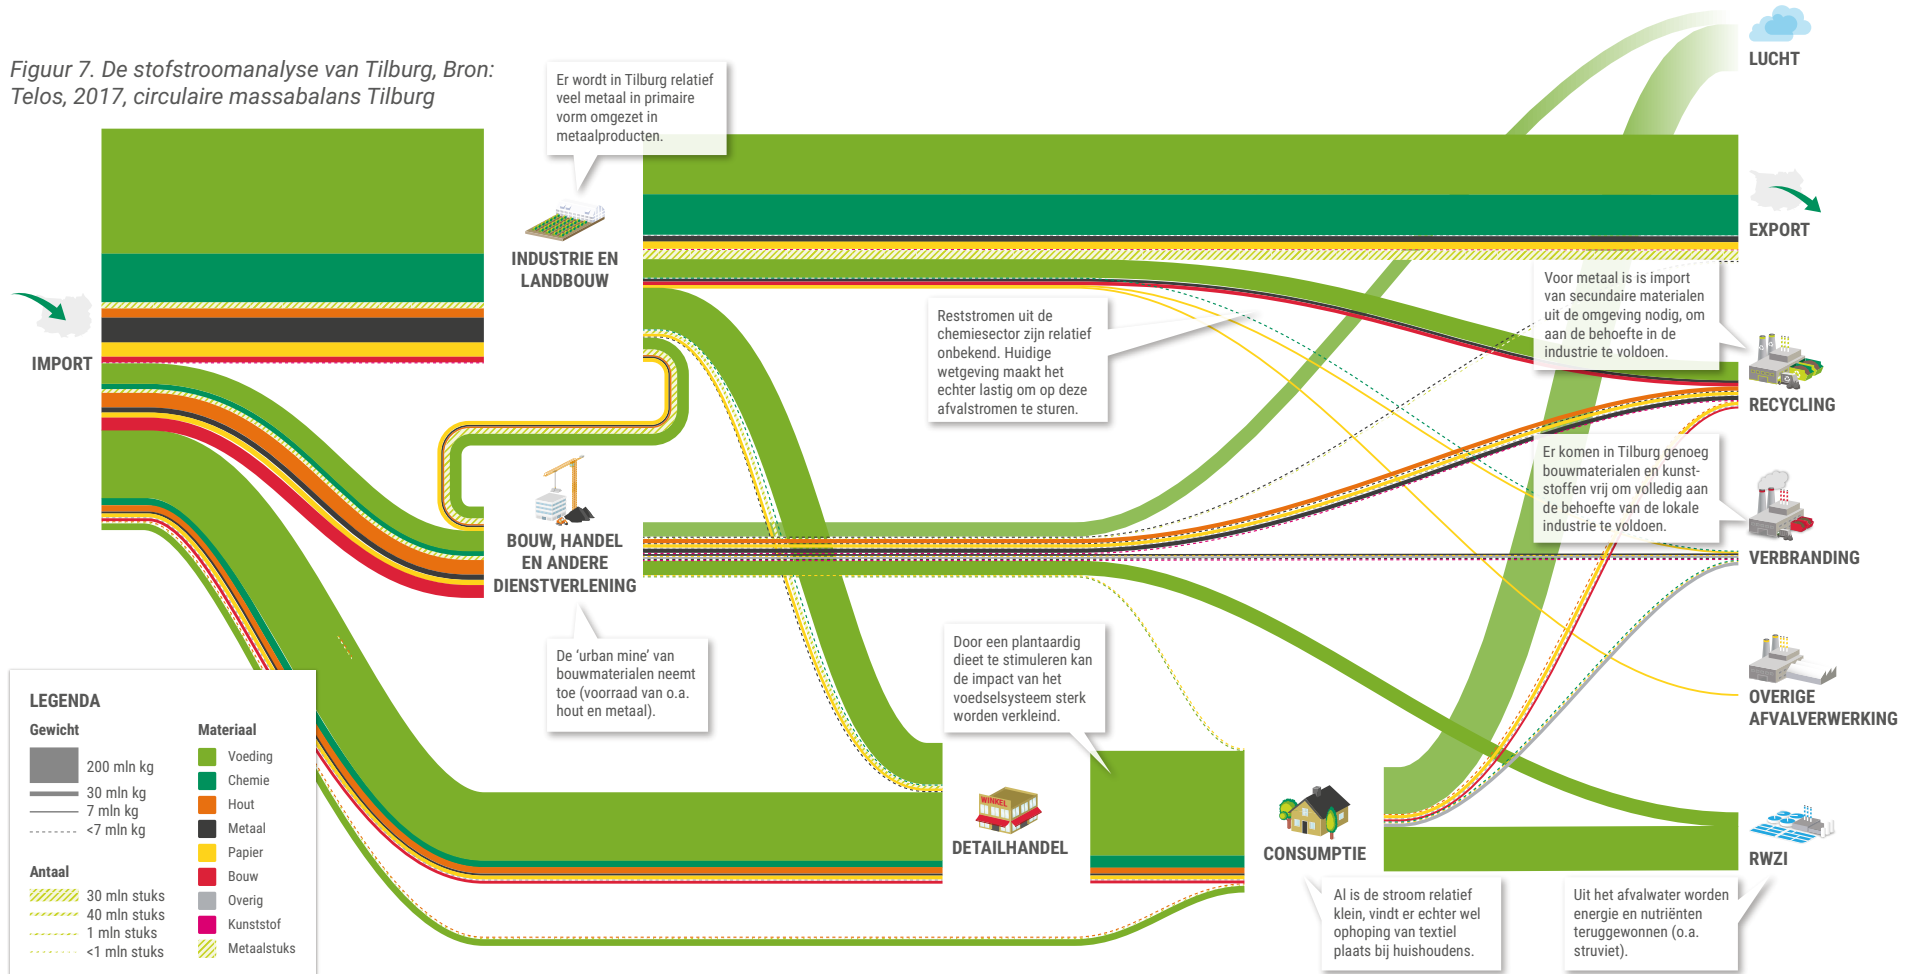 Figuur 7. De stofstroomanalyse van Tilburg, Bron:
Telos, 2017, circulaire massabalans Tilburg
Er wordt in Tilburg relatief
veel metaal in primaire
vorm omgezet in
metaalproducten.
LUCHT
EXPORT
INDUSTRIE EN
LANDBOUW
IMPORT
Reststromen uit de
chemiesector zijn relatief
onbekend. Huidige
wetgeving maakt het
echter lastig om op deze
afvalstromen te sturen.
Voor metaal is is import
van secundaire materialen
uit de omgeving nodig, om
aan de behoefte in de
industrie te voldoen.
RECYCLING
Er komen in Tilburg genoeg
bouwmaterialen en kunst-
stoffen vrij om volledig aan
de behoefte van de lokale
industrie te voldoen.
VERBRANDING
BOUW, HANDEL
EN ANDERE
DIENSTVERLENING
De 'urban mine' van
bouwmaterialen neemt
toe (voorraad van o.a.
hout en metaal).
Door een plantaardig
dieet te stimuleren kan
de impact van het
voedselsysteem sterk
worden verkleind.
OVERIGE
AFVALVERWERKING
WINKEL
DETAILHANDEL
CONSUMPTIE
RWZI
Al is de stroom relatief
klein, vindt er echter wel
ophoping van textiel
plaats bij huishoudens.
Uit het afvalwater worden
energie en nutriënten
teruggewonnen (o.a.
struviet).
LEGENDA
Gewicht
200 mln kg
30 mln kg
7 mln kg
<7 mln kg
Antaal
30 mln stuks
40 mln stuks
1 mln stuks
<1 mln stuks
Materiaal
Voeding
Chemie
Hout
Metaal
Papier
Bouw
Overig
Kunststof
Metaalstuks